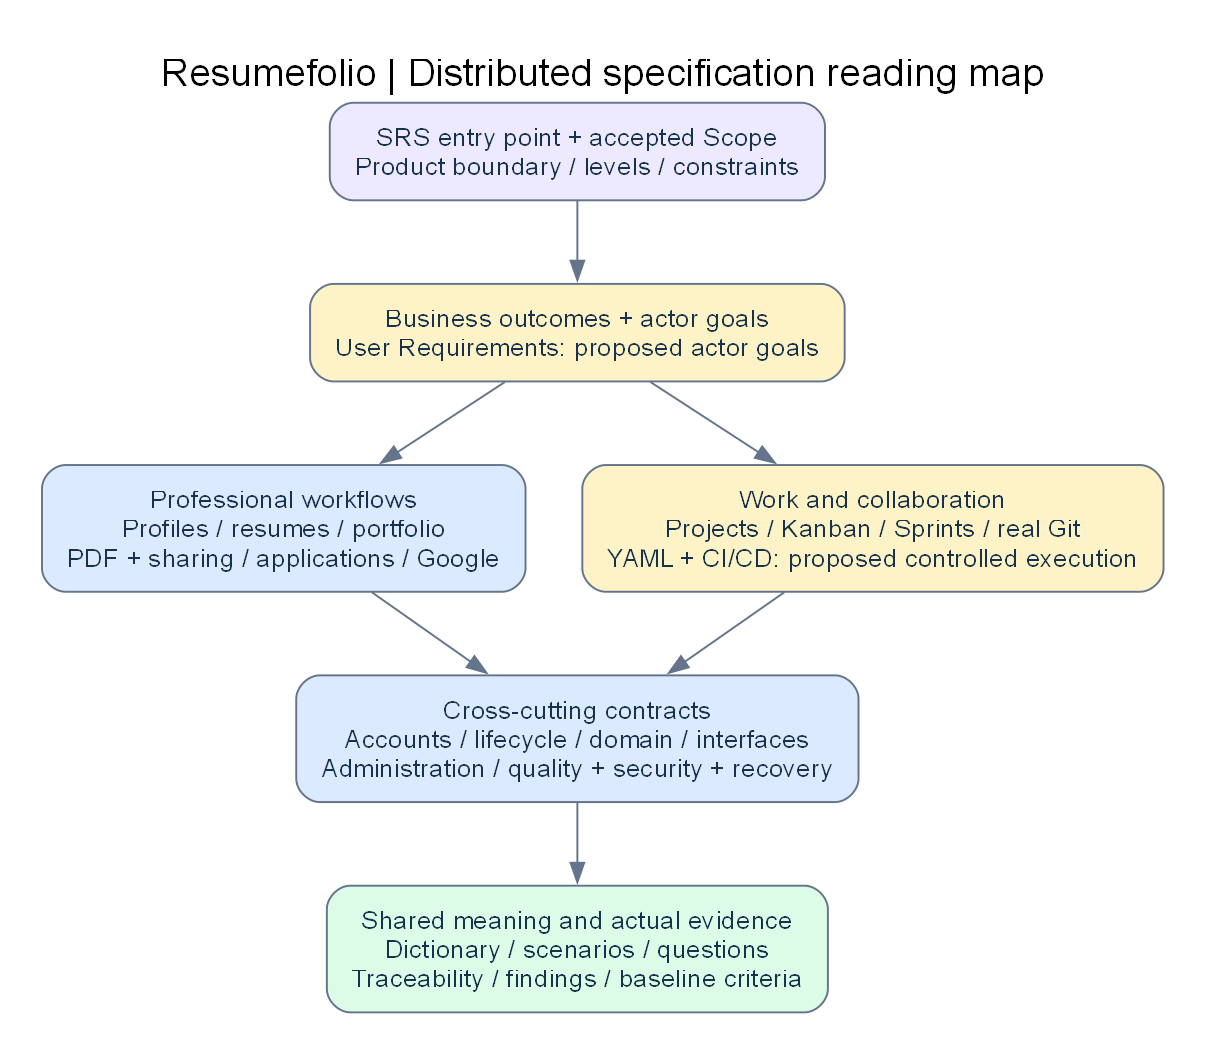 Resumefolio | Distributed specification reading map
SRS entry point + accepted Scope
Product boundary / levels / constraints
Business outcomes + actor goals
User Requirements: proposed actor goals
Professional workflows
Profiles / resumes / portfolio
PDF + sharing / applications / Google
Work and collaboration
Projects / Kanban / Sprints / real Git
YAML + CI/CD: proposed controlled execution
Cross-cutting contracts
Accounts / lifecycle / domain / interfaces
Administration / quality + security + recovery
Shared meaning and actual evidence
Dictionary / scenarios / questions
Traceability / findings / baseline criteria